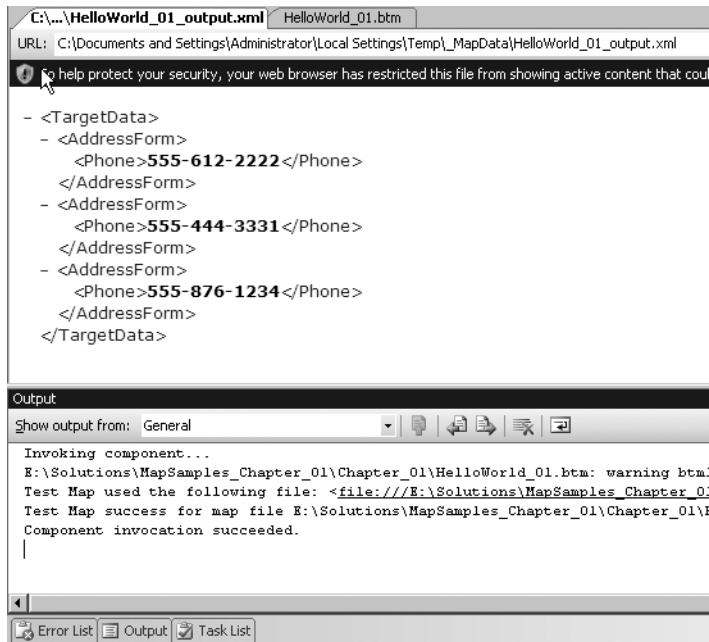 C:\...\HelloWorld_01_output.xml HelloWorld_01.btm
URL: C:\Documents and Settings\Administrator\Local Settings\Temp\_MapData\HelloWorld_01_output.xml
To help protect your security, your web browser has restricted this file from showing active content that coul
- <TargetData>
- <AddressForm>
<Phone>555-612-2222</Phone>
</AddressForm>
- <AddressForm>
<Phone>555-444-3331</Phone>
</AddressForm>
- <AddressForm>
<Phone>555-876-1234</Phone>
</AddressForm>
</TargetData>
Output
Show output from: General
Invoking component...
E:\Solutions\MapSamples_Chapter_01\Chapter_01\HelloWorld_01.btm: warning btm1
Test Map used the following file: <file:///E:\Solutions\MapSamples_Chapter_01
Test Map success for map file E:\Solutions\MapSamples_Chapter_01\Chapter_01\
Component invocation succeeded.
Error List Output Task List